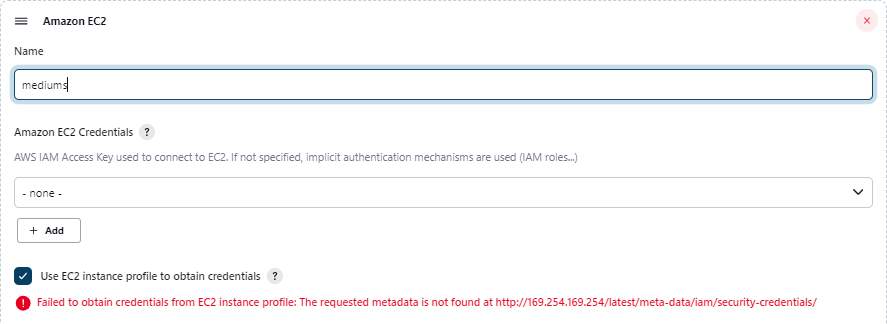 Amazon EC2
Name
mediums
Amazon EC2 Credentials ?
AWS IAM Access Key used to connect to EC2. If not specified, implicit authentication mechanisms are used (IAM roles...)
- none -
+ Add
Use EC2 instance profile to obtain credentials ?
Failed to obtain credentials from EC2 instance profile: The requested metadata is not found at http://169.254.169.254/latest/meta-data/iam/security-credentials/